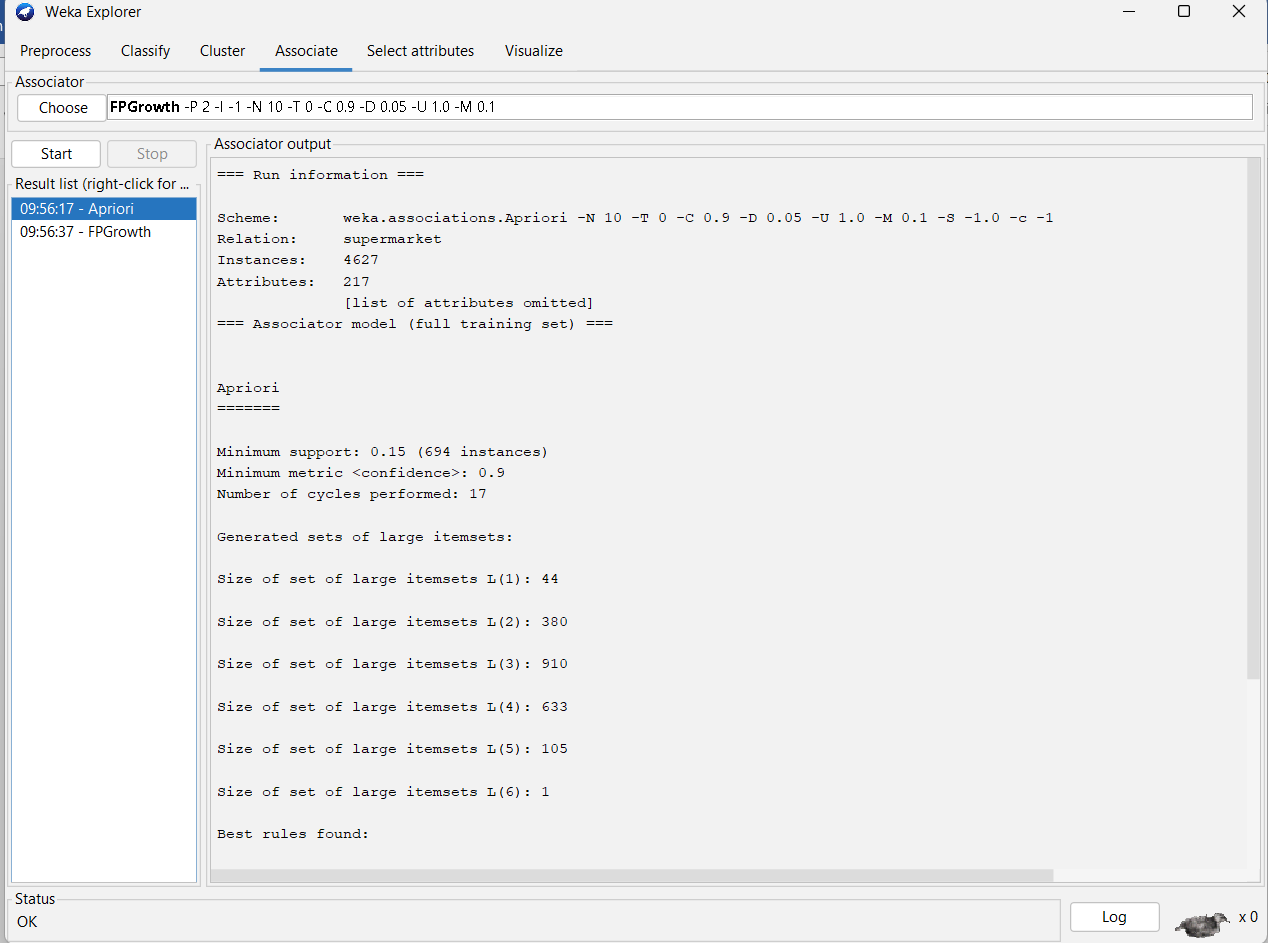 Weka Explorer
Preprocess Classify Cluster Associate Select attributes Visualize
Associator
Choose FPGrowth -P 2 -I -1 -N 10 -T 0 -C 0.9 -D 0.05 -U 1.0 -M 0.1
Start Stop
Result list (right-click for ...
09:56:17 - Apriori
09:56:37 - FPGrowth
Associator output
=== Run information ===
Scheme: weka.associations.Apriori -N 10 -T 0 -C 0.9 -D 0.05 -U 1.0 -M 0.1 -S -1.0 -c -1
Relation: supermarket
Instances: 4627
Attributes: 217
[list of attributes omitted]
=== Associator model (full training set) ===
Apriori
=======
Minimum support: 0.15 (694 instances)
Minimum metric <confidence>: 0.9
Number of cycles performed: 17
Generated sets of large itemsets:
Size of set of large itemsets L(1): 44
Size of set of large itemsets L(2): 380
Size of set of large itemsets L(3): 910
Size of set of large itemsets L(4): 633
Size of set of large itemsets L(5): 105
Size of set of large itemsets L(6): 1
Best rules found:
Status
OK
Log
x 0